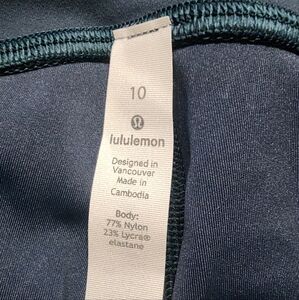 10
lululemon
Designed in
Vancouver
Made in
Cambodia
Body:
77% Nylon
23% Lycra®
elastane